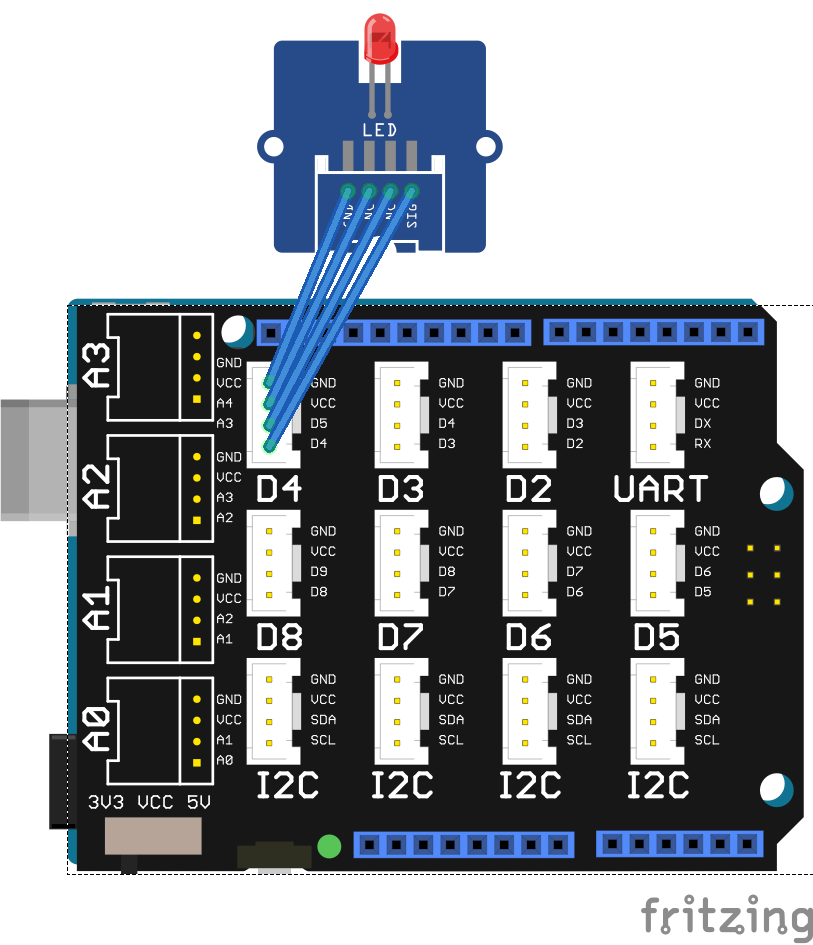 LED
GND
NC
NC
SIG
A3
GND
VCC
A4
A3
GND
VCC
D5
D4
D4
GND
VCC
D4
D3
D3
GND
VCC
D3
D2
D2
GND
VCC
DX
RX
UART
A2
GND
VCC
A3
A2
GND
VCC
D9
D8
D8
GND
VCC
D8
D7
D7
GND
VCC
D7
D6
D6
GND
VCC
D6
D5
D5
A1
GND
VCC
A2
A1
A0
GND
VCC
A1
A0
GND
VCC
SDA
SCL
I2C
GND
VCC
SDA
SCL
I2C
GND
VCC
SDA
SCL
I2C
GND
VCC
SDA
SCL
I2C
3V3 VCC 5V
fritzing